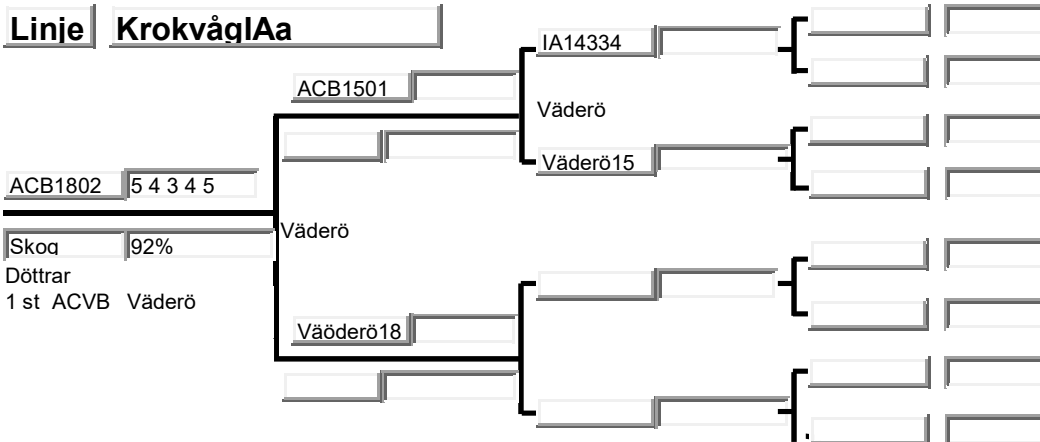 Linje KrokvågIAa
IA14334
ACB1501
Väderö
Väderö15
ACB1802 5 4 3 4 5
Väderö
Skog 92%
Döttrar
1 st ACVB Väderö
Väöderö18